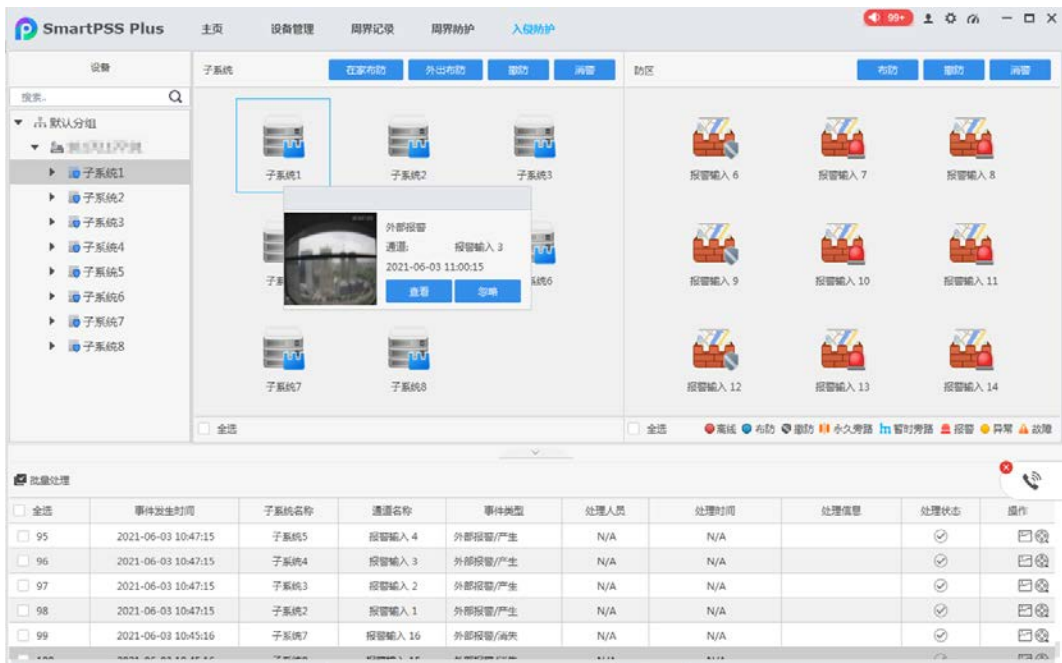 SmartPSS Plus 主页 设备管理 周界记录 周界防护 入侵防护 99+
设备 子系统 在家布防 外出布防 撤防 消警 防区 布防 撤防 消警
搜索..
默认分组
子系统1
子系统2
子系统3
子系统4
子系统5
子系统6
子系统7
子系统8
子系统1 子系统2 子系统3 报警输入 6 报警输入 7 报警输入 8
外部报警
通道: 报警输入 3
2021-06-03 11:00:15
查看 忽略
报警输入 9 报警输入 10 报警输入 11
子系统7 子系统8 报警输入 12 报警输入 13 报警输入 14
全选 全选 离线 布防 撤防 永久旁路 暂时旁路 报警 异常 故障
批量处理
全选 事件发生时间 子系统名称 通道名称 事件类型 处理人员 处理时间 处理信息 处理状态 操作
95 2021-06-03 10:47:15 子系统5 报警输入 4 外部报警/产生 N/A N/A
96 2021-06-03 10:47:15 子系统4 报警输入 3 外部报警/产生 N/A N/A
97 2021-06-03 10:47:15 子系统3 报警输入 2 外部报警/产生 N/A N/A
98 2021-06-03 10:47:15 子系统2 报警输入 1 外部报警/产生 N/A N/A
99 2021-06-03 10:45:16 子系统7 报警输入 16 外部报警/消失 N/A N/A